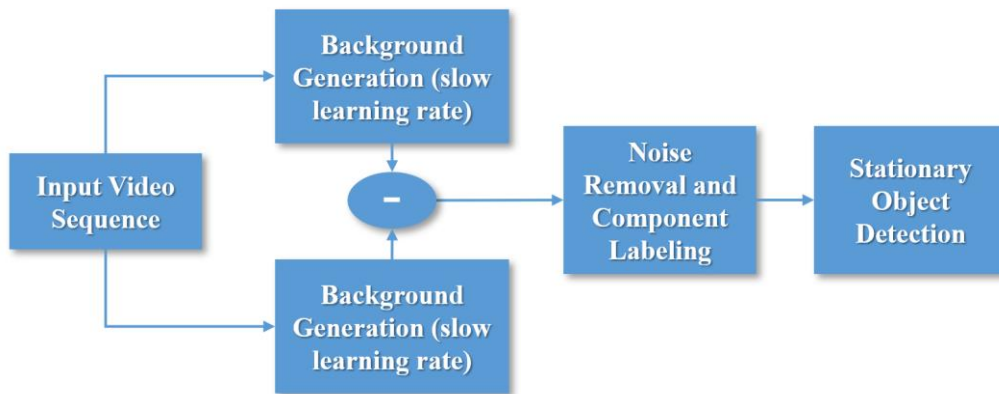 Background
Generation (slow
learning rate)
Input Video
Sequence
-
Noise
Removal and
Component
Labeling
Stationary
Object
Detection
Background
Generation (slow
learning rate)